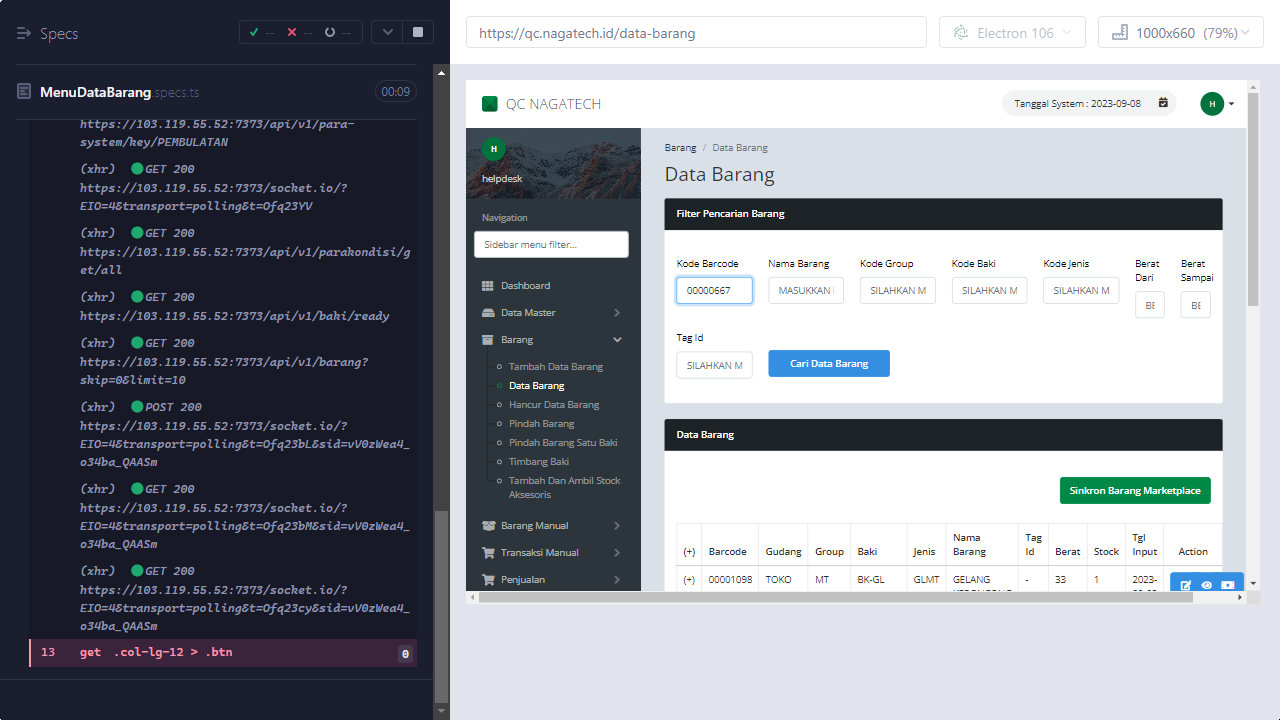 Specs
--
--
--
MenuDataBarang.specs.ts
00:09
https://103.119.55.52:7373/api/v1/para-
system/key/PEMBULATAN
(xhr) GET 200
https://103.119.55.52:7373/socket.io/?
EIO=4&transport=polling&t=Ofq23YV
(xhr) GET 200
https://103.119.55.52:7373/api/v1/parakondisi/g
et/all
(xhr) GET 200
https://103.119.55.52:7373/api/v1/baki/ready
(xhr) GET 200
https://103.119.55.52:7373/api/v1/barang?
skip=0&limit=10
(xhr) POST 200
https://103.119.55.52:7373/socket.io/?
EIO=4&transport=polling&t=Ofq23bL&sid=vV0zWea4_
o34ba_QAASm
(xhr) GET 200
https://103.119.55.52:7373/socket.io/?
EIO=4&transport=polling&t=Ofq23bM&sid=vV0zWea4_
o34ba_QAASm
(xhr) GET 200
https://103.119.55.52:7373/socket.io/?
EIO=4&transport=polling&t=Ofq23cy&sid=vV0zWea4_
o34ba_QAASm
13 get .col-lg-12 > .btn 0
https://qc.nagatech.id/data-barang
Electron 106
1000x660 (79%)
QC NAGATECH
Tanggal System : 2023-09-08
H
H
helpdesk
Navigation
Sidebar menu filter...
Dashboard
Data Master
Barang
Tambah Data Barang
Data Barang
Hancur Data Barang
Pindah Barang
Pindah Barang Satu Baki
Timbang Baki
Tambah Dan Ambil Stock
Aksesoris
Barang Manual
Transaksi Manual
Penjualan
Barang / Data Barang
Data Barang
Filter Pencarian Barang
Kode Barcode
00000667
Nama Barang
MASUKKAN
Kode Group
SILAHKAN M
Kode Baki
SILAHKAN M
Kode Jenis
SILAHKAN M
Berat
Dari
BE
Berat
Sampai
BE
Tag Id
SILAHKAN M
Cari Data Barang
Data Barang
Sinkron Barang Marketplace
(+) Barcode Gudang Group Baki Jenis Nama Barang Tag Id Berat Stock Tgl Input Action
(+) 00001098 TOKO MT BK-GL GLMT GELANG - 33 1 2023-